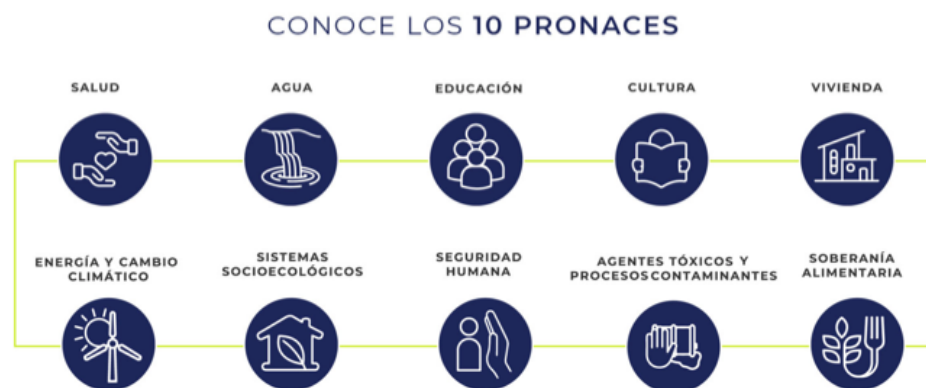 CONOCE LOS 10 PRONACES
SALUD
AGUA
EDUCACIÓN
CULTURA
VIVIENDA
ENERGÍA Y CAMBIO
CLIMÁTICO
SISTEMAS
SOCIOECOLÓGICOS
SEGURIDAD
HUMANA
AGENTES TÓXICOS Y
PROCESOS CONTAMINANTES
SOBERANÍA
ALIMENTARIA